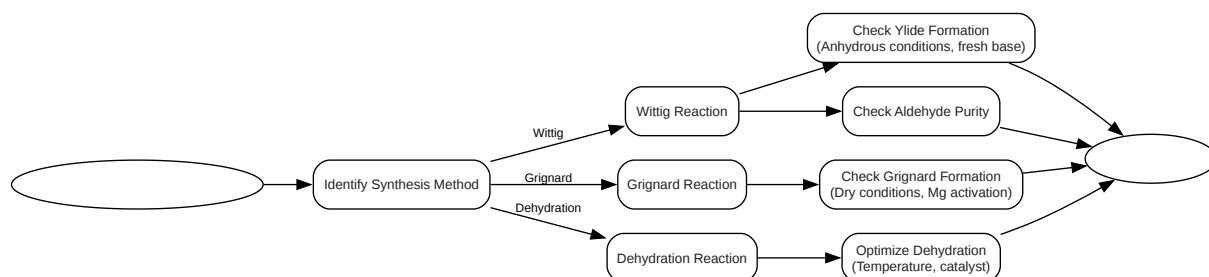 Check Ylide Formation
(Anhydrous conditions, fresh base)
Wittig Reaction
Check Aldehyde Purity
Wittig
Identify Synthesis Method
Grignard
Grignard Reaction
Check Grignard Formation
(Dry conditions, Mg activation)
Dehydration
Dehydration Reaction
Optimize Dehydration
(Temperature, catalyst)